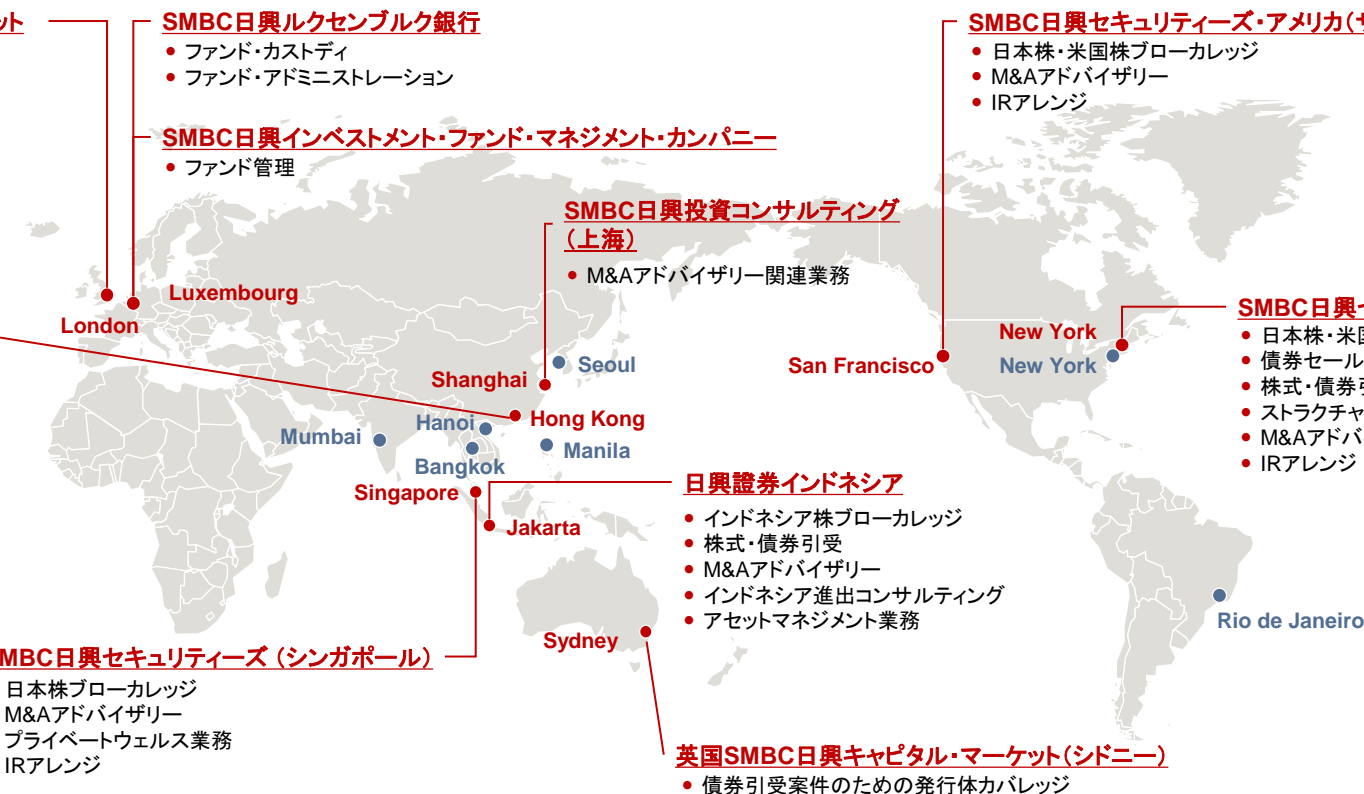 ット
SMBC日興ルクセンブルク銀行
• ファンド・カストディ
• ファンド・アドミニストレーション
SMBC日興インベストメント・ファンド・マネジメント・カンパニー
• ファンド管理
SMBC日興セキュリティーズ・アメリカ(サ
• 日本株・米国株ブローカレッジ
• M&Aアドバイザリー
• IRアレンジ
SMBC日興投資コンサルティング
(上海)
• M&Aアドバイザリー関連業務
Luxembourg
London
Shanghai
Seoul
Hong Kong
Hanoi
Mumbai
Manila
Bangkok
Singapore
Jakarta
San Francisco
New York
New York
SMBC日興セ
• 日本株・米国
• 債券セール
• 株式・債券引
• ストラクチャ
• M&Aアドバ
• IRアレンジ
日興證券インドネシア
• インドネシア株ブローカレッジ
• 株式・債券引受
• M&Aアドバイザリー
• インドネシア進出コンサルティング
• アセットマネジメント業務
Sydney
Rio de Janeiro
MBC日興セキュリティーズ (シンガポール)
日本株ブローカレッジ
M&Aアドバイザリー
プライベートウェルス業務
IRアレンジ
英国SMBC日興キャピタル・マーケット(シドニー)
• 債券引受案件のための発行体カバレッジ